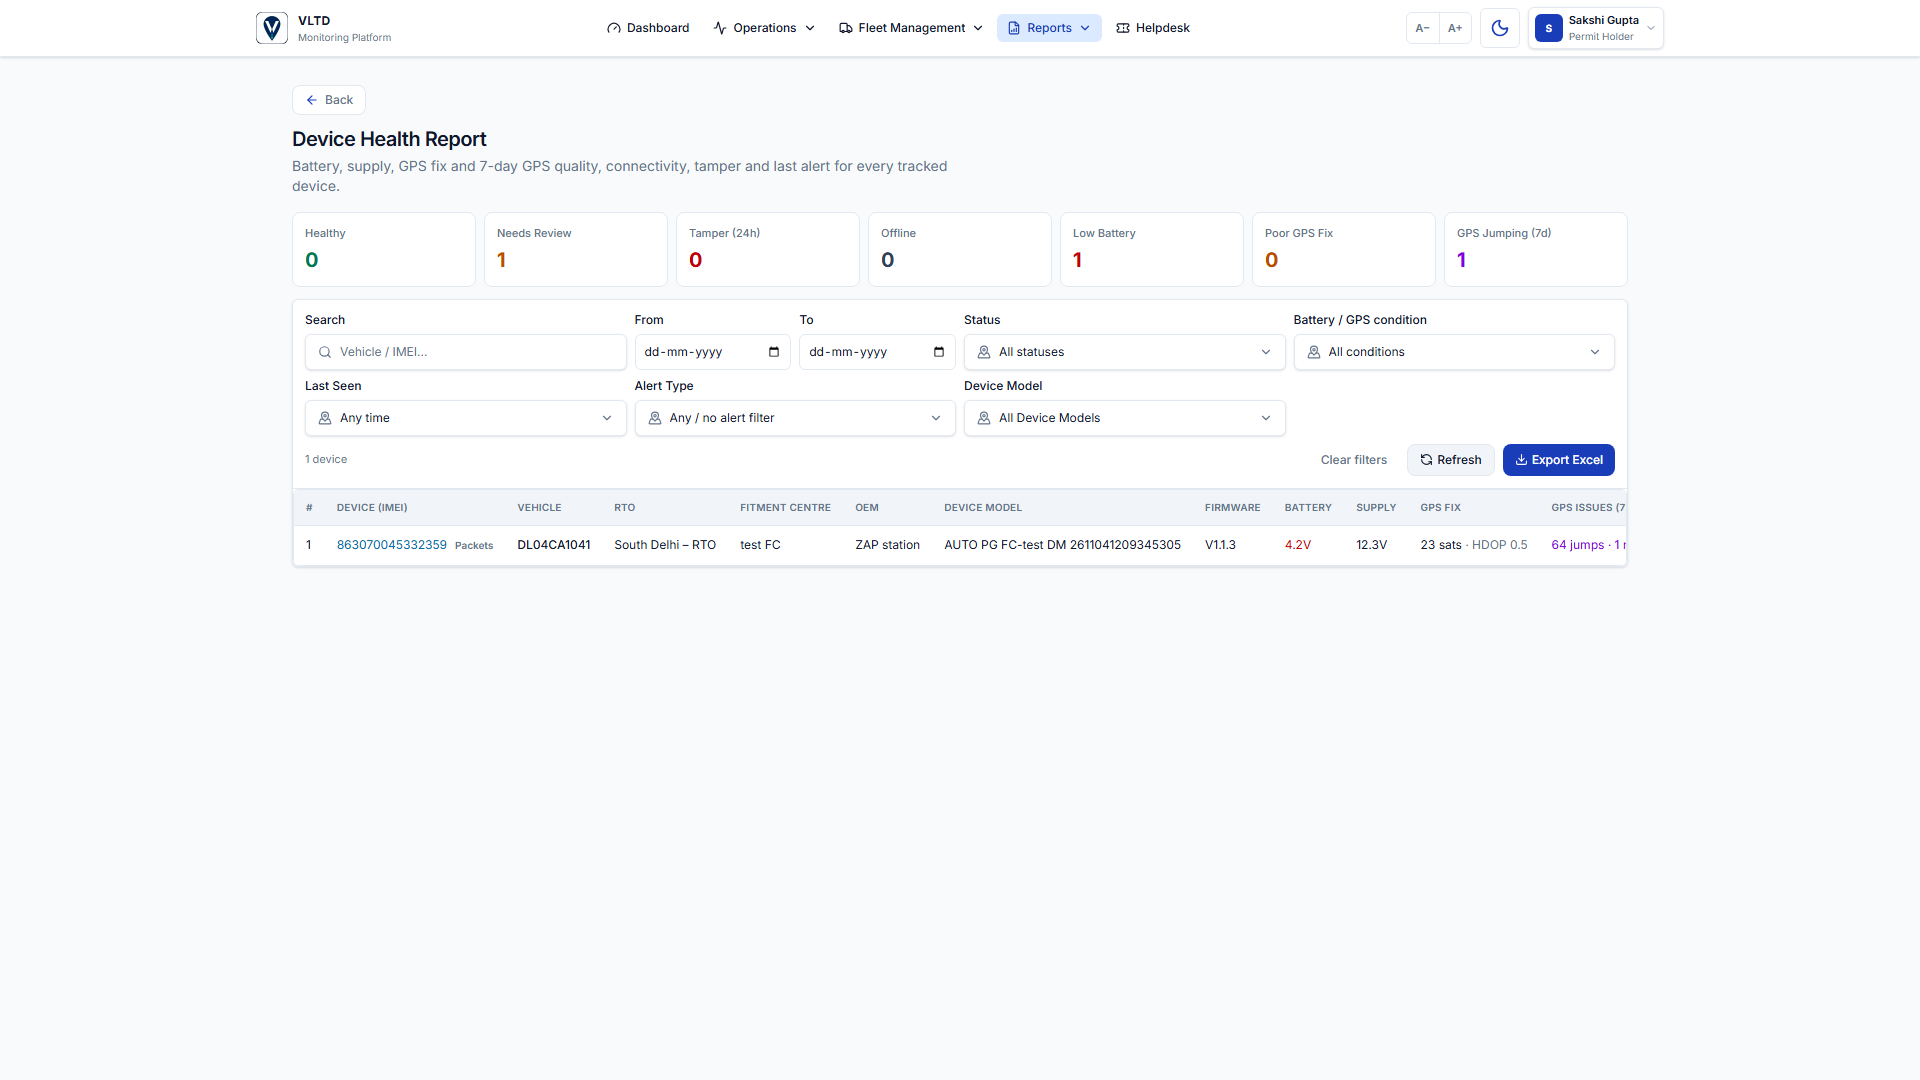 VLTD
Monitoring Platform
Dashboard
Operations
Fleet Management
Reports
Helpdesk
A−
A+
S
Sakshi Gupta
Permit Holder
Back
Device Health Report
Battery, supply, GPS fix and 7-day GPS quality, connectivity, tamper and last alert for every tracked
device.
Healthy
0
Needs Review
1
Tamper (24h)
0
Offline
0
Low Battery
1
Poor GPS Fix
0
GPS Jumping (7d)
1
Search
From
To
Status
Battery / GPS condition
Vehicle / IMEI...
dd-mm-yyyy
dd-mm-yyyy
All statuses
All conditions
Last Seen
Alert Type
Device Model
Any time
Any / no alert filter
All Device Models
1 device
Clear filters
Refresh
Export Excel
# DEVICE (IMEI) VEHICLE RTO FITMENT CENTRE OEM DEVICE MODEL FIRMWARE BATTERY SUPPLY GPS FIX GPS ISSUES (7
1 863070045332359 Packets DL04CA1041 South Delhi – RTO test FC ZAP station AUTO PG FC-test DM 2611041209345305 V1.1.3 4.2V 12.3V 23 sats · HDOP 0.5 64 jumps · 1